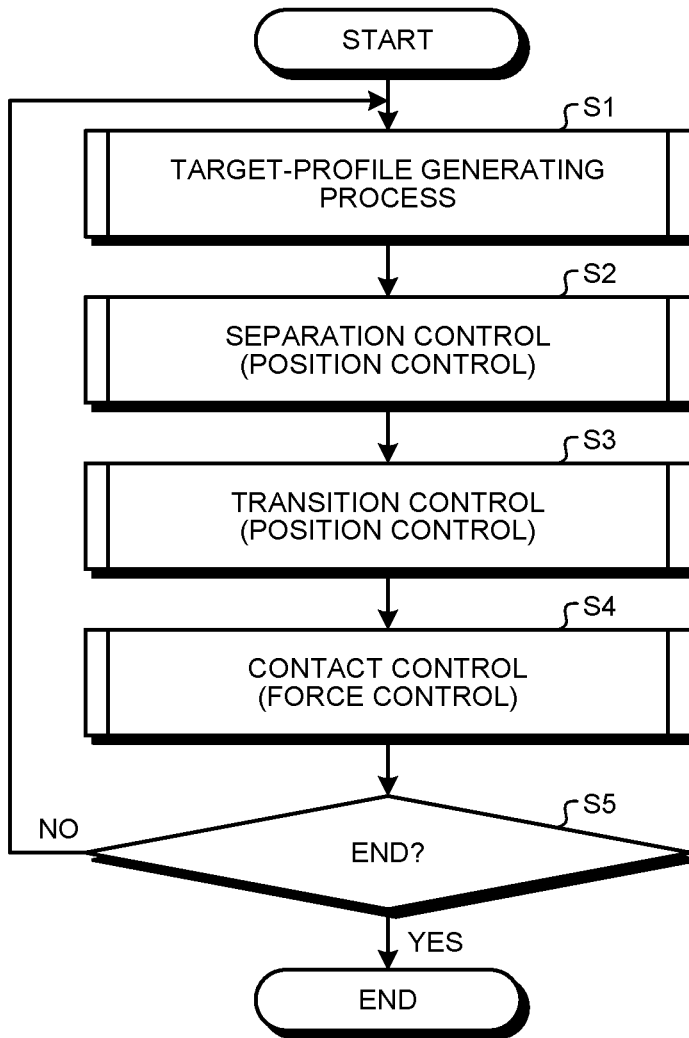 START
S1
TARGET-PROFILE GENERATING
PROCESS
S2
SEPARATION CONTROL
(POSITION CONTROL)
S3
TRANSITION CONTROL
(POSITION CONTROL)
S4
CONTACT CONTROL
(FORCE CONTROL)
S5
NO
END?
YES
END